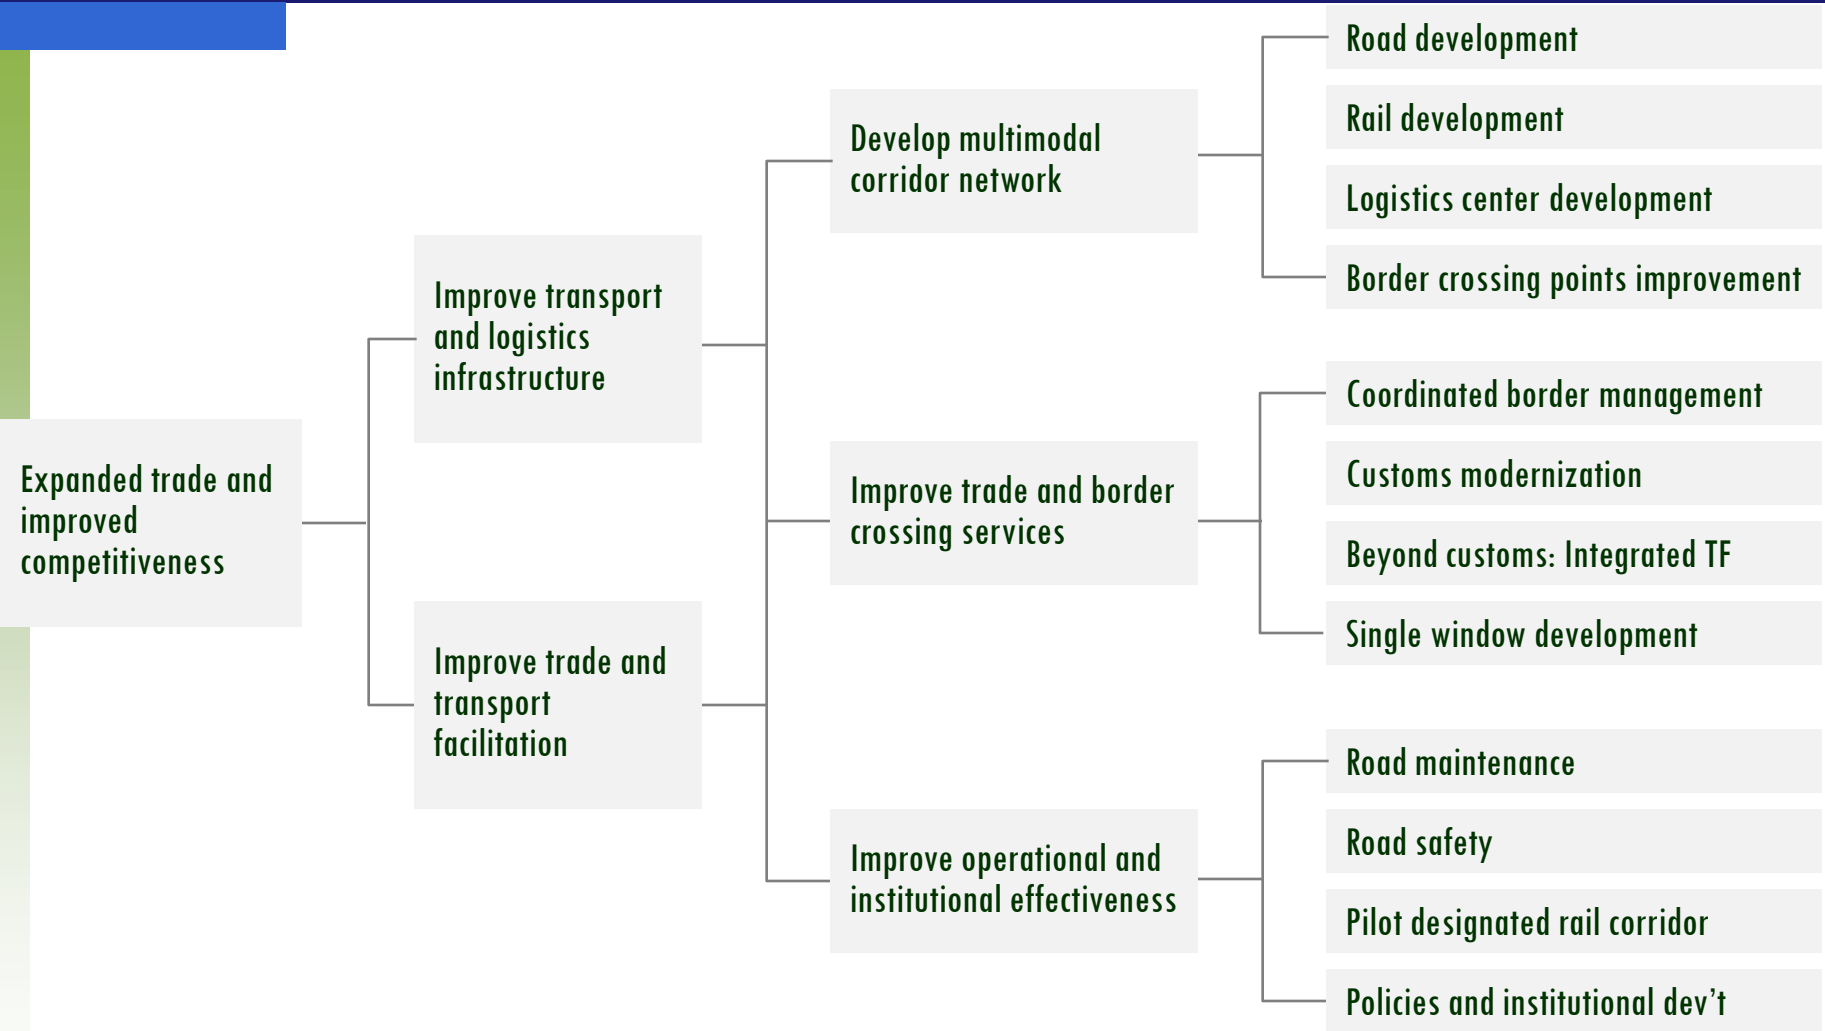 Expanded trade and
improved
competitiveness
Improve transport
and logistics
infrastructure
Improve trade and
transport
facilitation
Develop multimodal
corridor network
Improve trade and border
crossing services
Improve operational and
institutional effectiveness
Road development
Rail development
Logistics center development
Border crossing points improvement
Coordinated border management
Customs modernization
Beyond customs: Integrated TF
Single window development
Road maintenance
Road safety
Pilot designated rail corridor
Policies and institutional dev’t